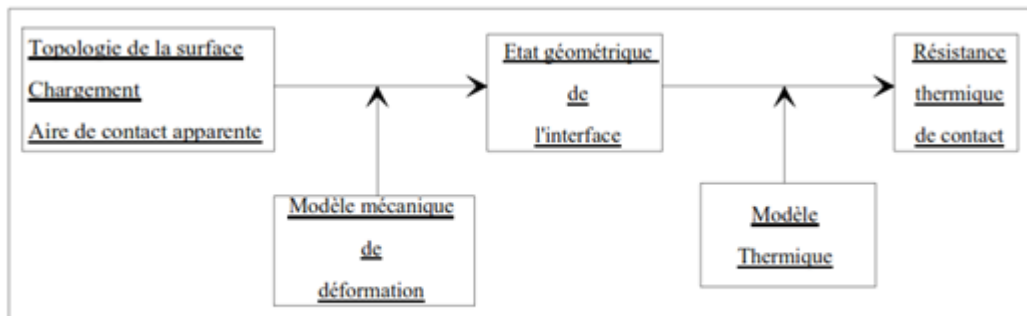 Topologie de la surface
Chargement
Aire de contact apparente
Etat géométrique
de
l'interface
Résistance
thermique
de contact
Modèle mécanique
de
déformation
Modèle
Thermique